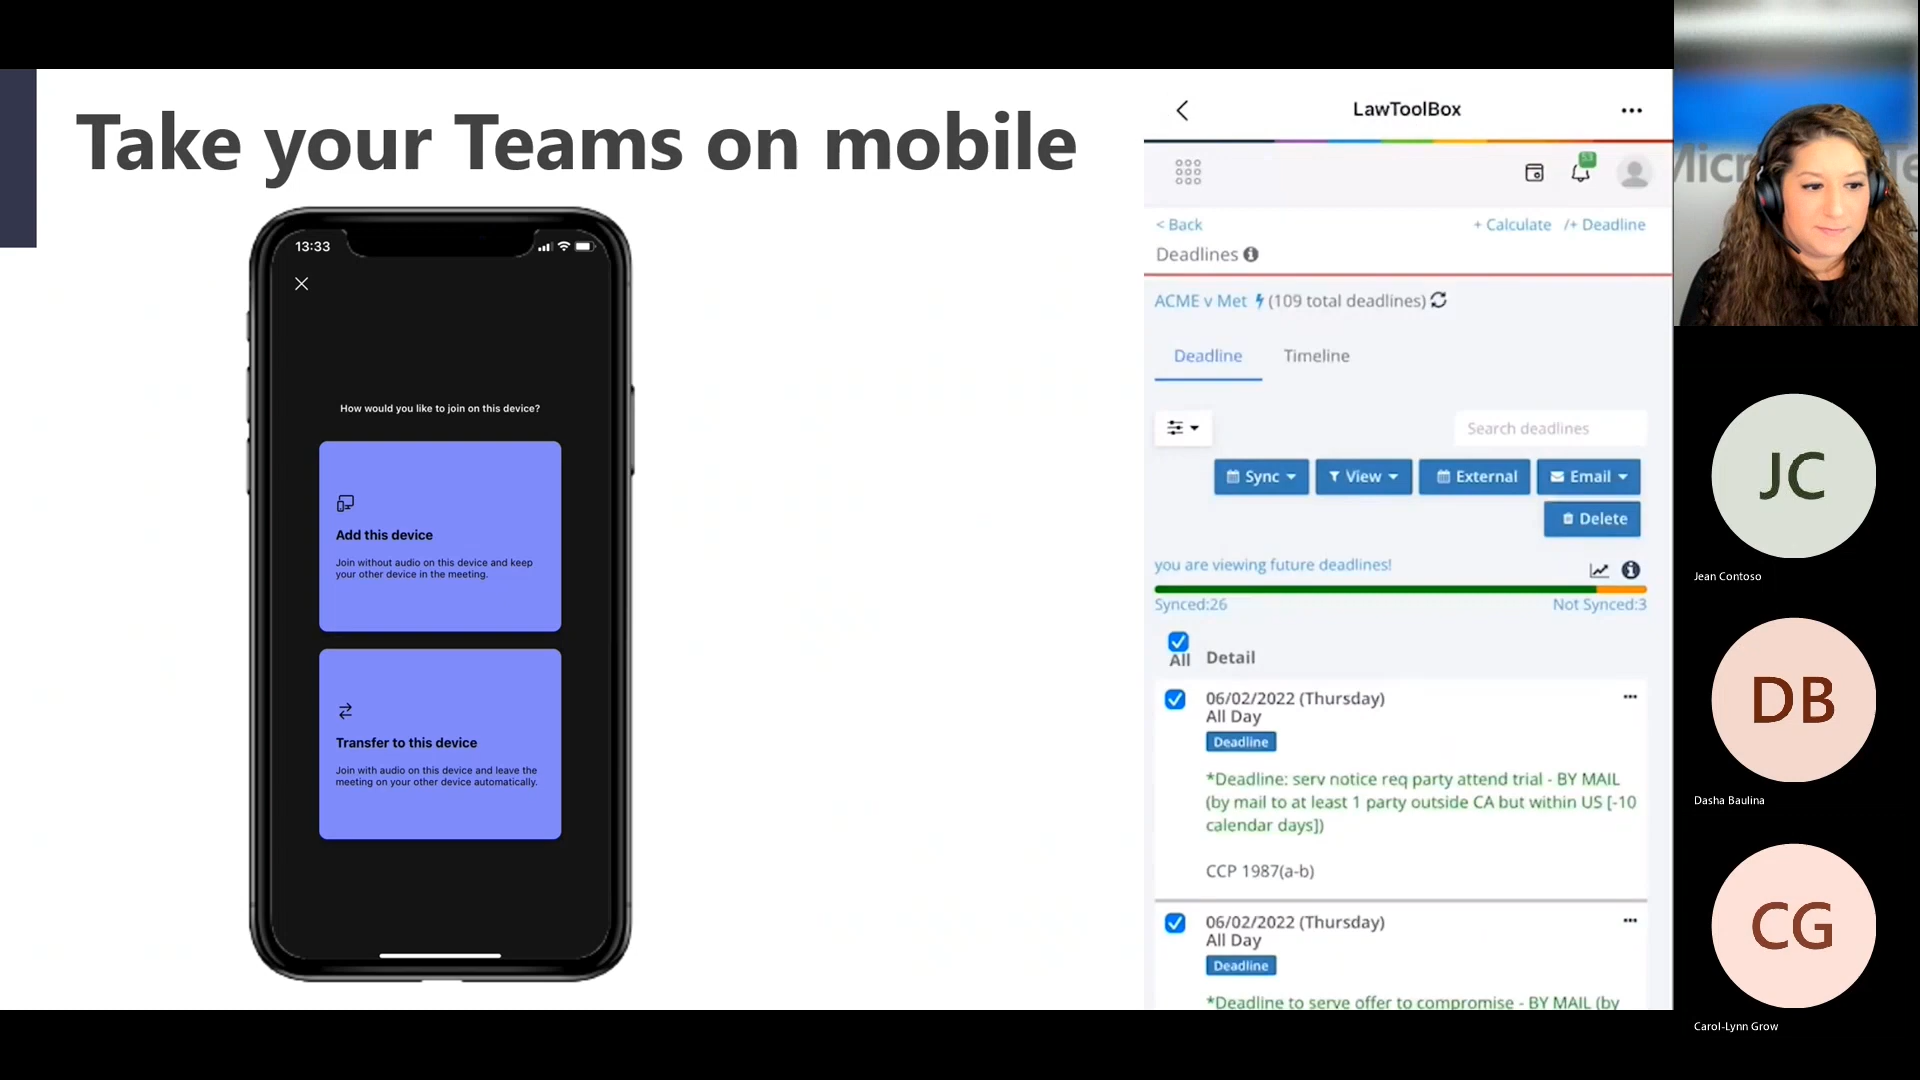 Take your Teams on mobile
13:33
How would you like to join on this device?
Add this device
Join without audio on this device and keep
your other device in the meeting.
Transfer to this device
Join with audio on this device and leave the
meeting on your other device automatically.
LawToolBox
53
< Back
+ Calculate /+ Deadline
Deadlines
ACME v Met (109 total deadlines)
Deadline Timeline
Search deadlines
Sync View External Email
Delete
you are viewing future deadlines!
Synced:26 Not Synced:3
All Detail
06/02/2022 (Thursday)
All Day
Deadline
*Deadline: serv notice req party attend trial - BY MAIL
(by mail to at least 1 party outside CA but within US [-10
calendar days])
CCP 1987(a-b)
06/02/2022 (Thursday)
All Day
Deadline
*Deadline to serve offer to compromise - BY MAIL (by
Micr Te
JC
Jean Contoso
DB
Dasha Baulina
CG
Carol-Lynn Grow